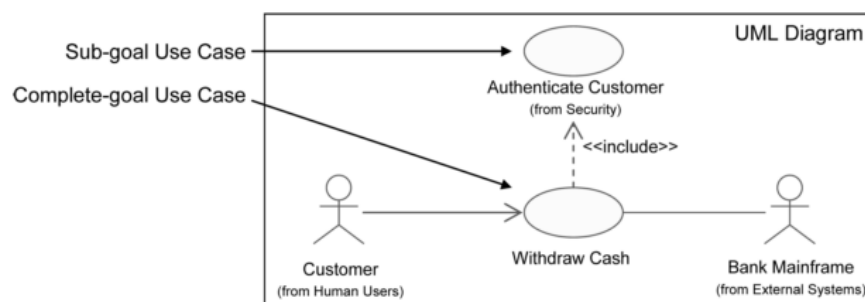 UML Diagram
Sub-goal Use Case
Complete-goal Use Case
Authenticate Customer
(from Security)
<<include>>
Withdraw Cash
Customer
(from Human Users)
Bank Mainframe
(from External Systems)